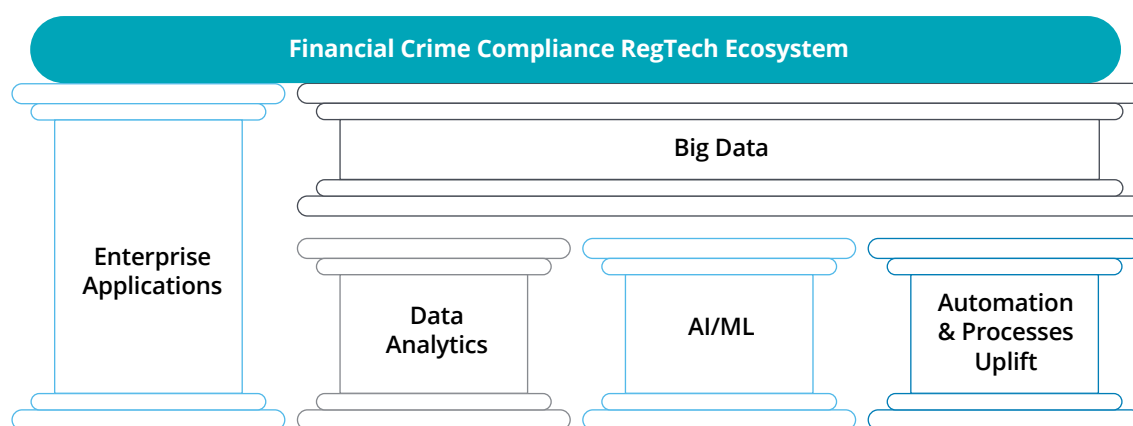 Financial Crime Compliance RegTech Ecosystem
Big Data
Enterprise
Applications
Data
Analytics
AI/ML
Automation
& Processes
Uplift